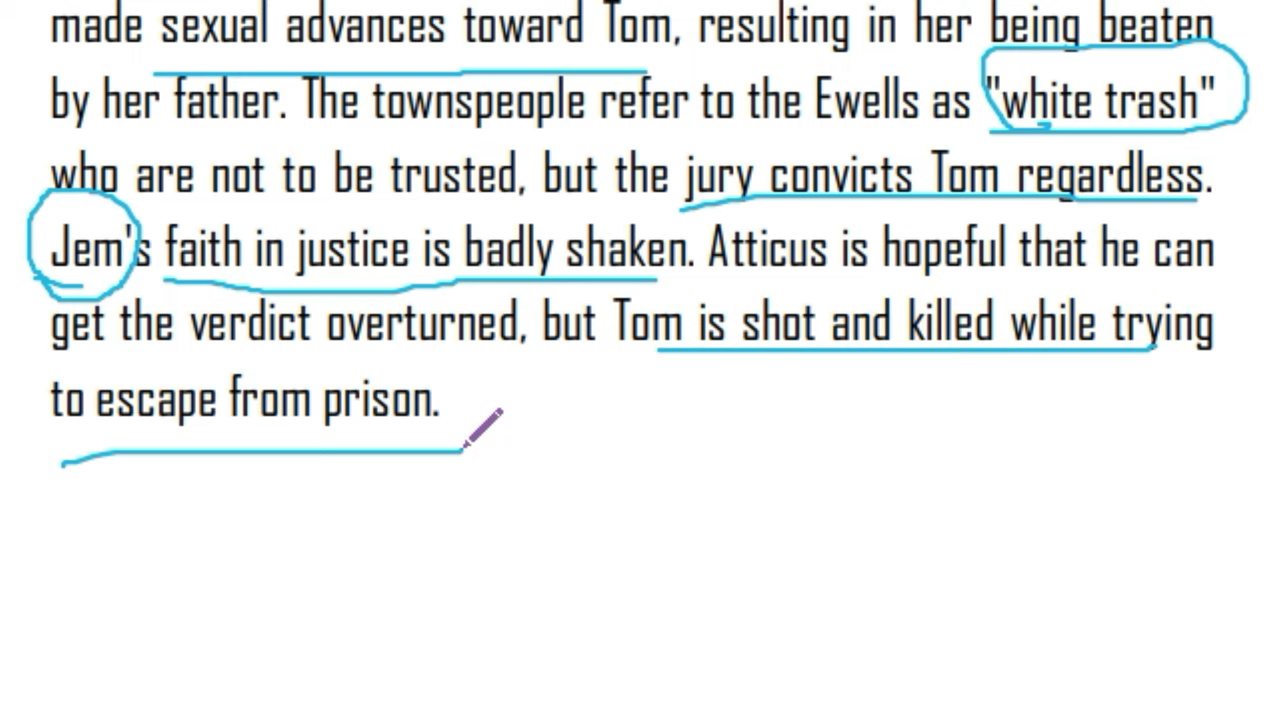 made sexual advances toward Tom, resulting in her being beaten
by her father. The townspeople refer to the Ewells as "white trash"
who are not to be trusted, but the jury convicts Tom regardless.
Jem's faith in justice is badly shaken. Atticus is hopeful that he can
get the verdict overturned, but Tom is shot and killed while trying
to escape from prison.